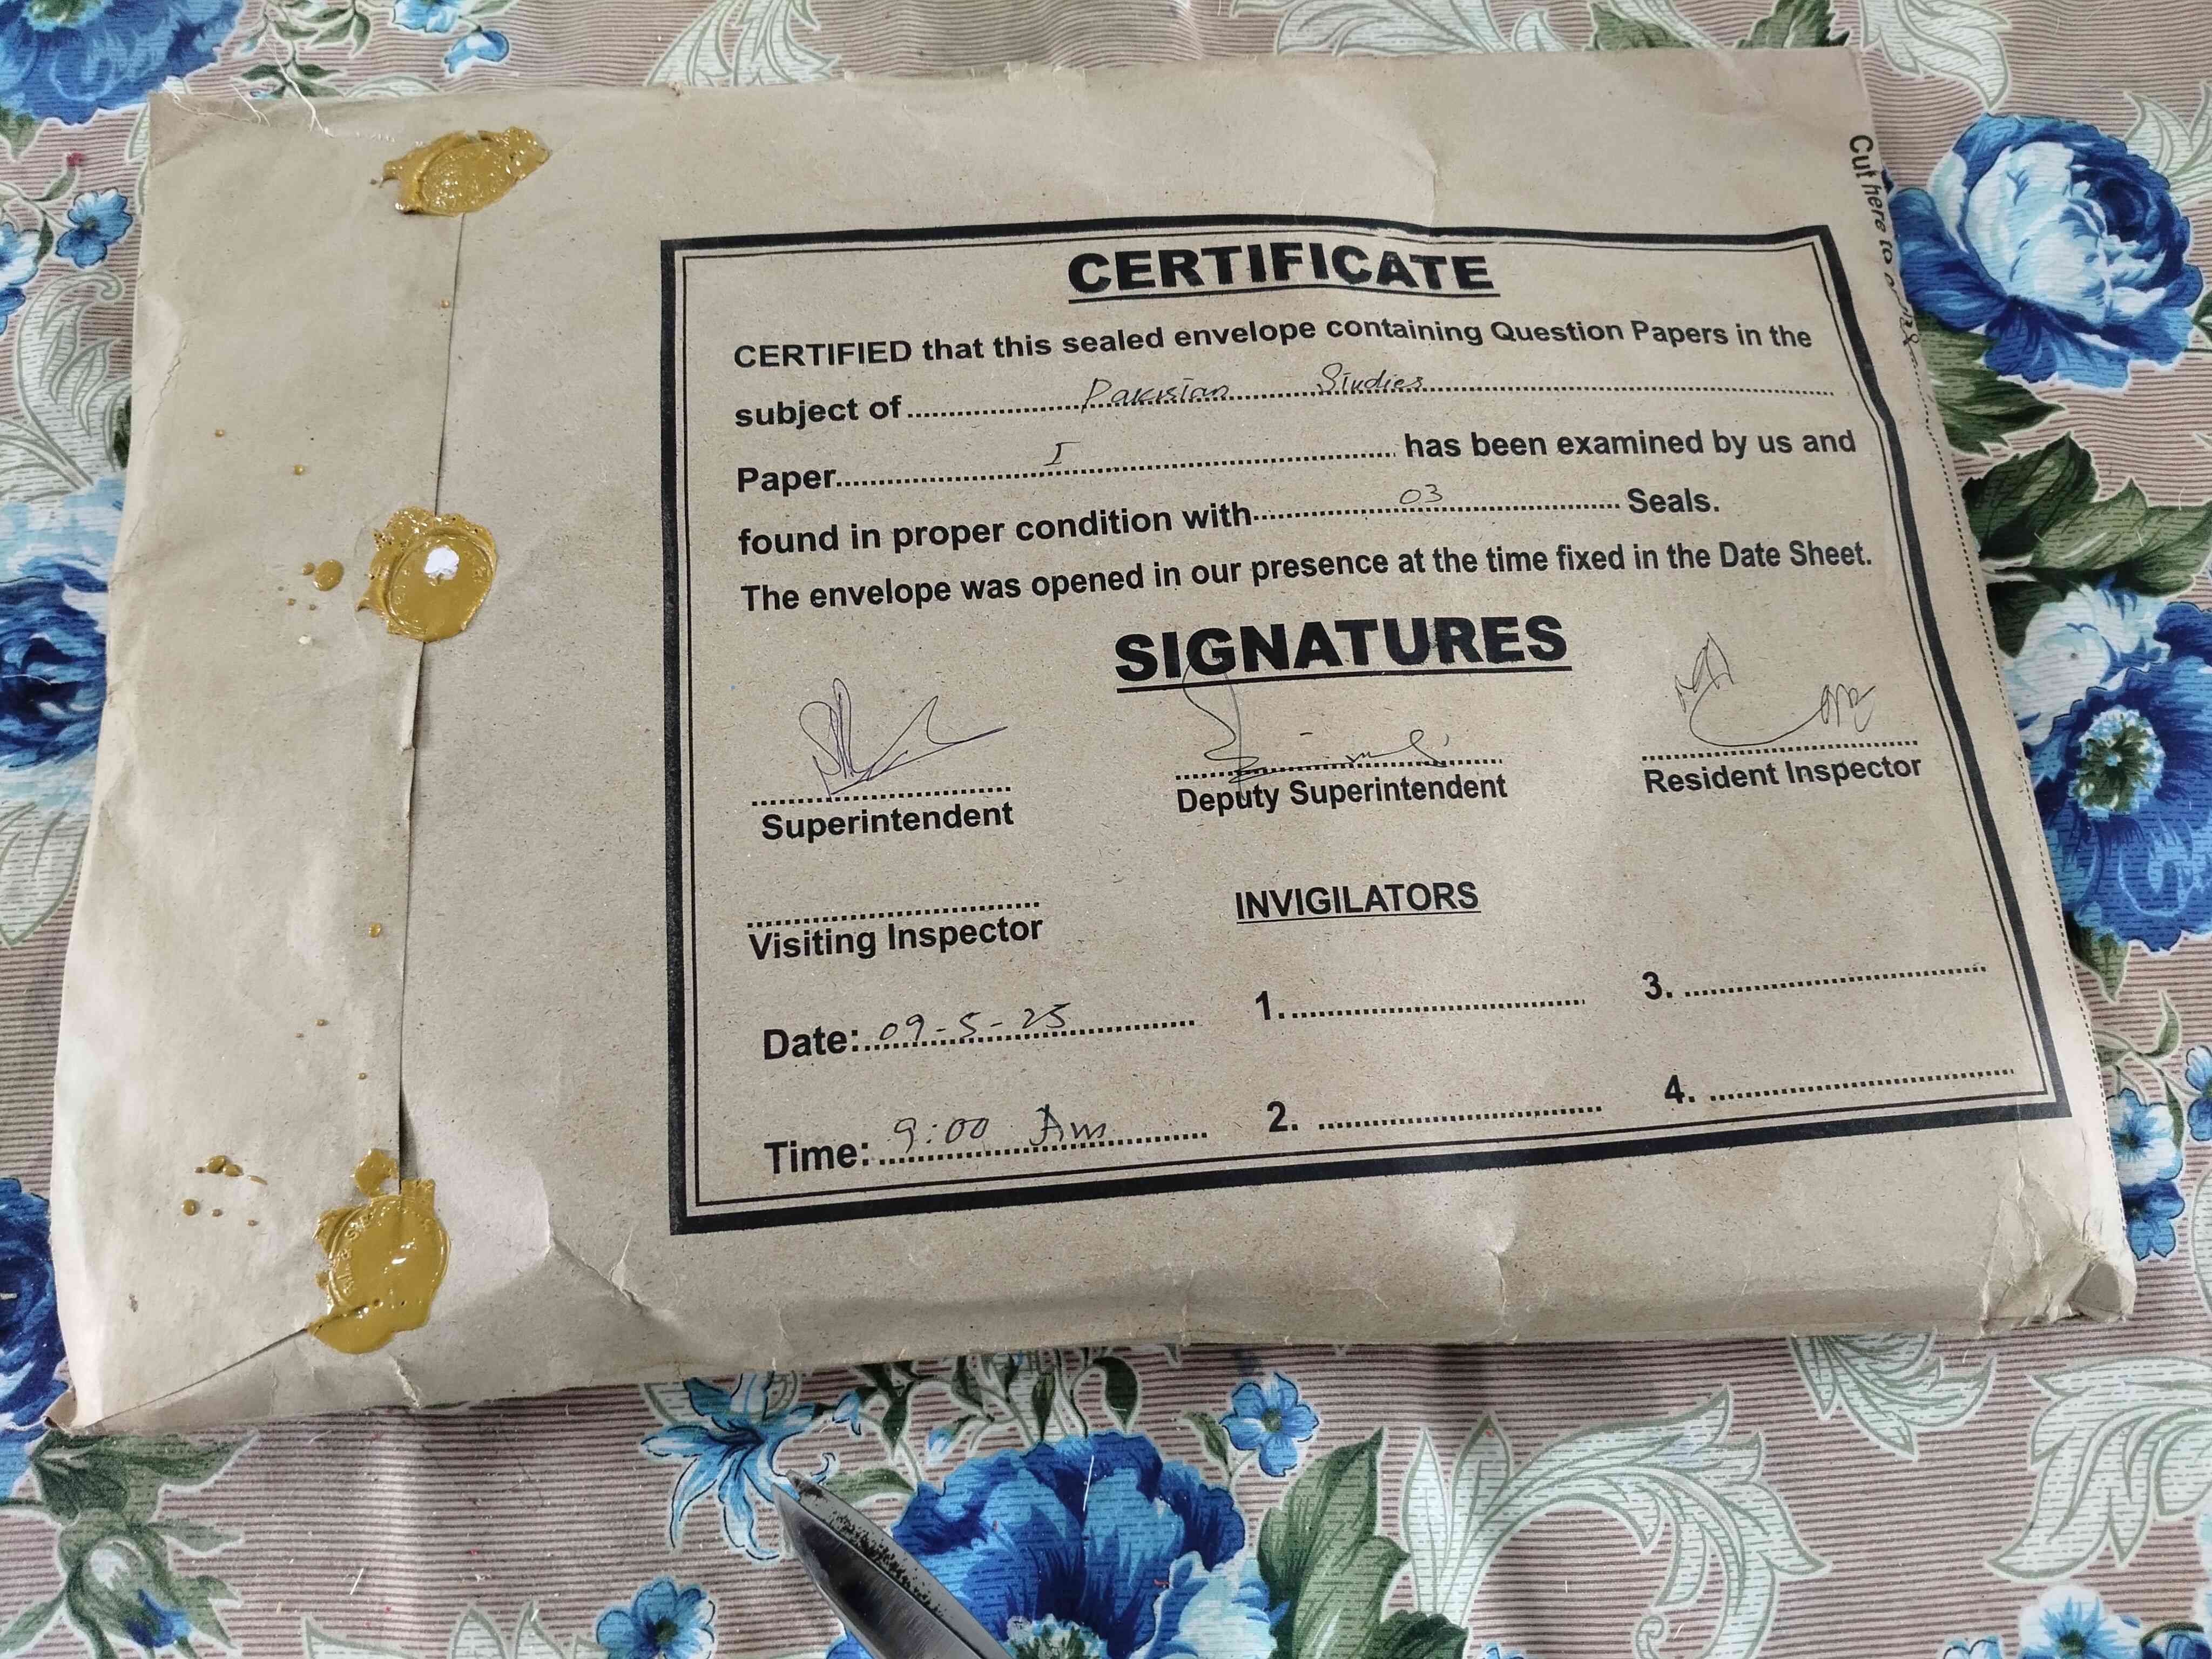 Cut here to
CERTIFICATE
CERTIFIED that this sealed envelope containing Question Papers in the
subject of Pakistan Studies
Paper I has been examined by us and
found in proper condition with 03 Seals.
The envelope was opened in our presence at the time fixed in the Date Sheet.
SIGNATURES
Superintendent Deputy Superintendent Resident Inspector
Visiting Inspector INVIGILATORS
Date: 09-5-25 1. 3.
Time: 9:00 Am 2. 4.